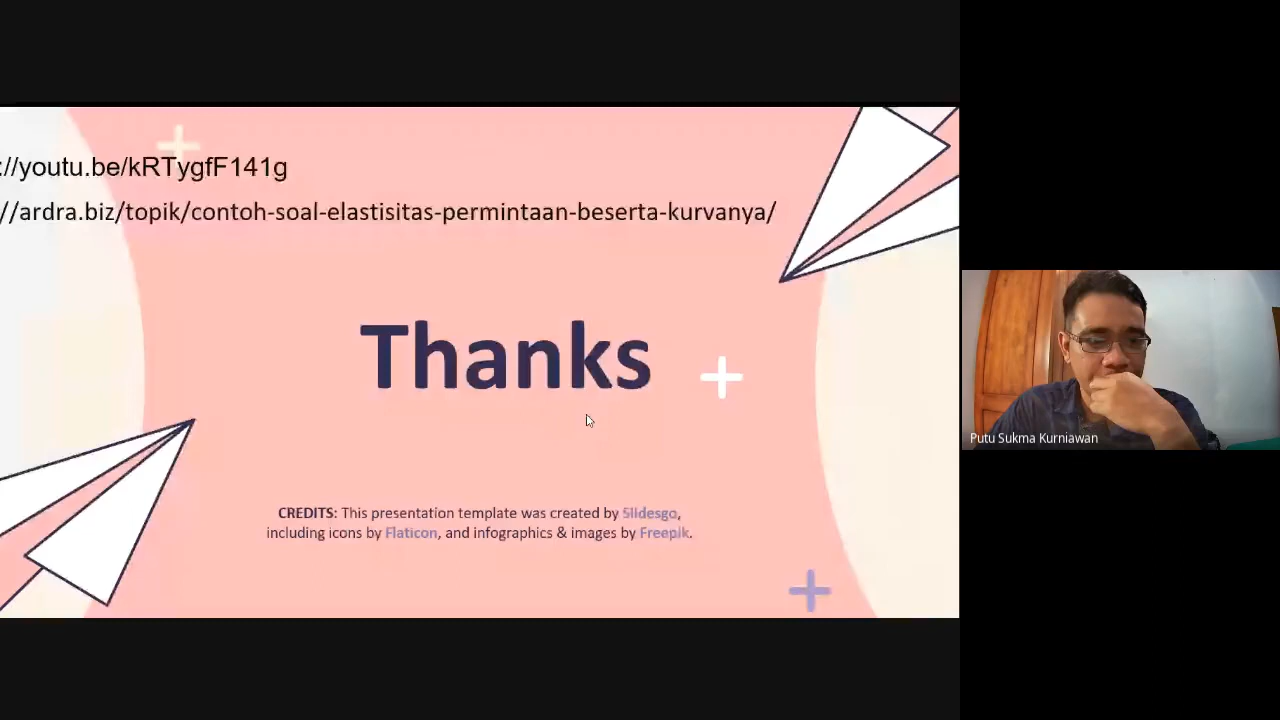 ://youtu.be/kRTygfF141g
//ardra.biz/topik/contoh-soal-elastisitas-permintaan-beserta-kurvanya/
Thanks
CREDITS: This presentation template was created by Slidesgo,
including icons by Flaticon, and infographics & images by Freepik.
Putu Sukma Kurniawan